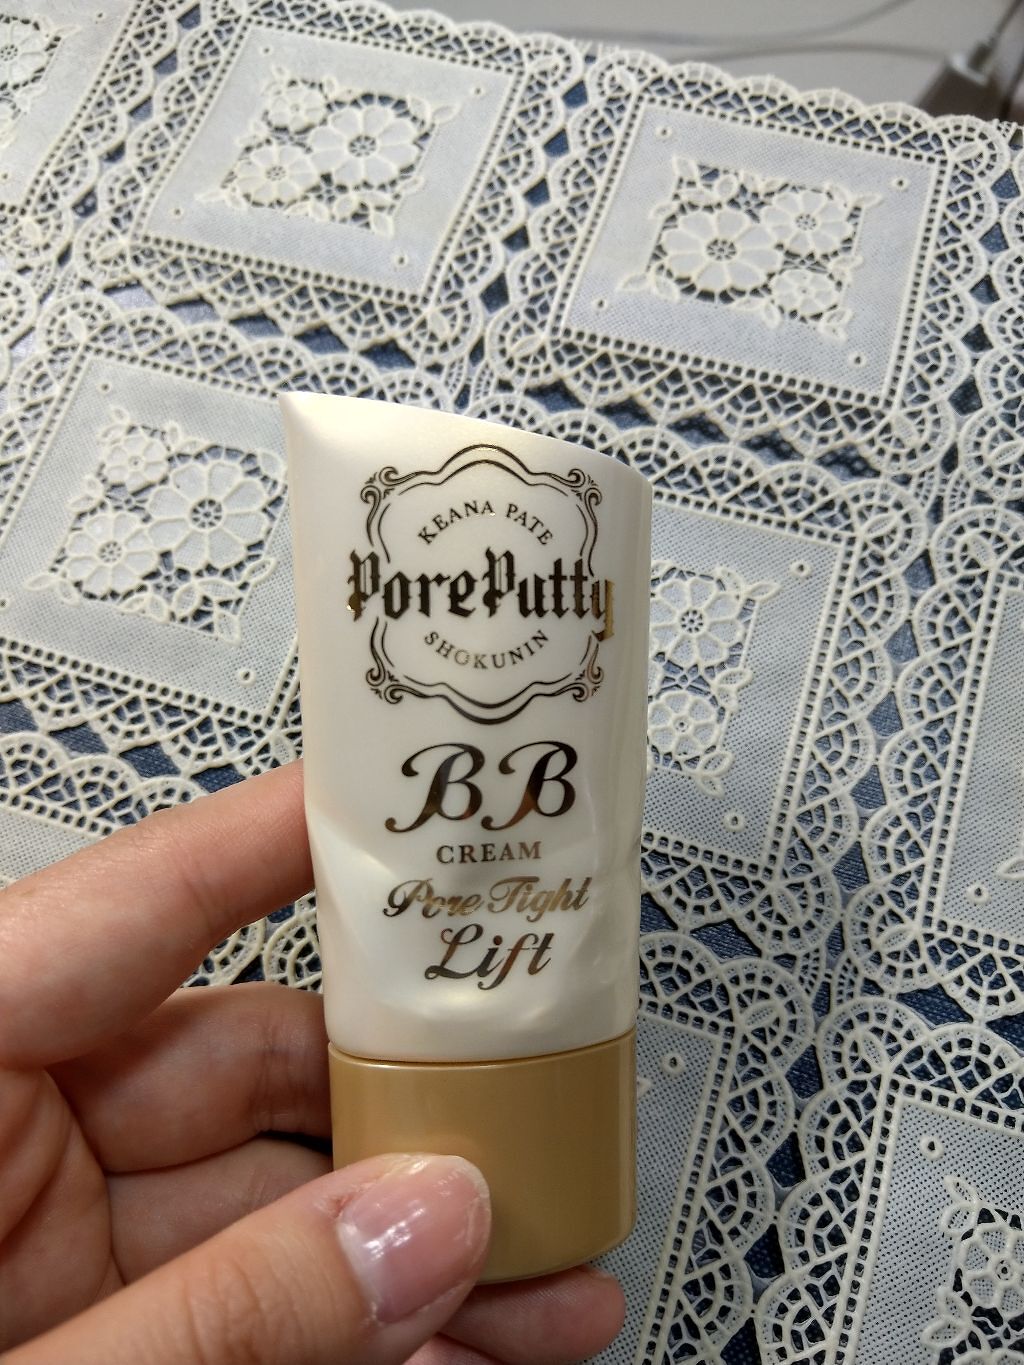 KEANA PATE
PorePutty
SHOKUNIN
BB
CREAM
Pore Tight
Lift